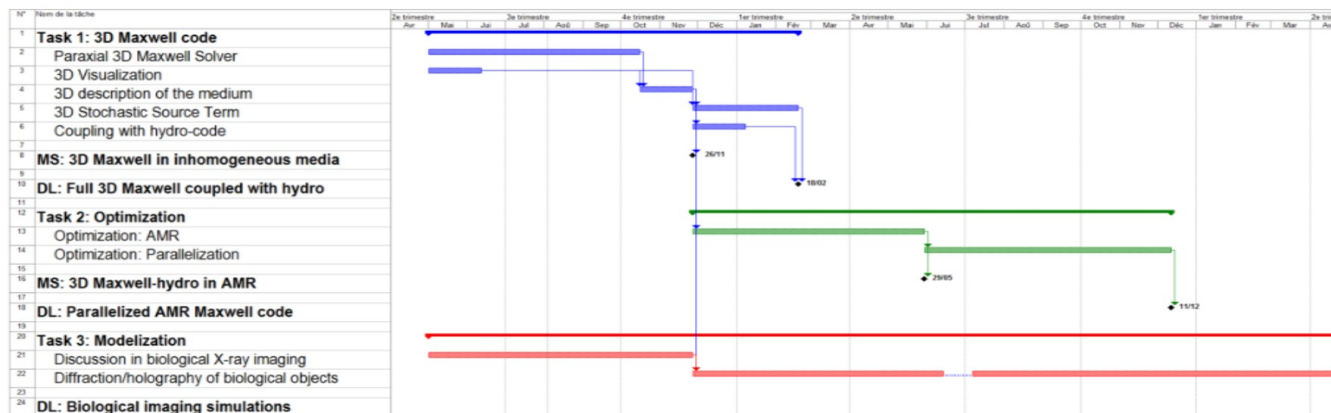 N° Nom de la tâche 2e trimestre 3e trimestre 4e trimestre 1er trimestre 2e trimestre 3e trimestre 4e trimestre 1er trimestre 2e tri
Avr Mai Jui Jul Aoû Sep Oct Nov Déc Jan Fév Mar Avr Mai Jui Jul Aoû Sep Oct Nov Déc Jan Fév Mar Av
1 Task 1: 3D Maxwell code
2 Paraxial 3D Maxwell Solver
3 3D Visualization
4 3D description of the medium
5 3D Stochastic Source Term
6 Coupling with hydro-code
7
8 MS: 3D Maxwell in inhomogeneous media 26/11
9
10 DL: Full 3D Maxwell coupled with hydro 18/02
11
12 Task 2: Optimization
13 Optimization: AMR
14 Optimization: Parallelization
15
16 MS: 3D Maxwell-hydro in AMR 29/05
17
18 DL: Parallelized AMR Maxwell code 11/12
19
20 Task 3: Modelization
21 Discussion in biological X-ray imaging
22 Diffraction/holography of biological objects
23
24 DL: Biological imaging simulations